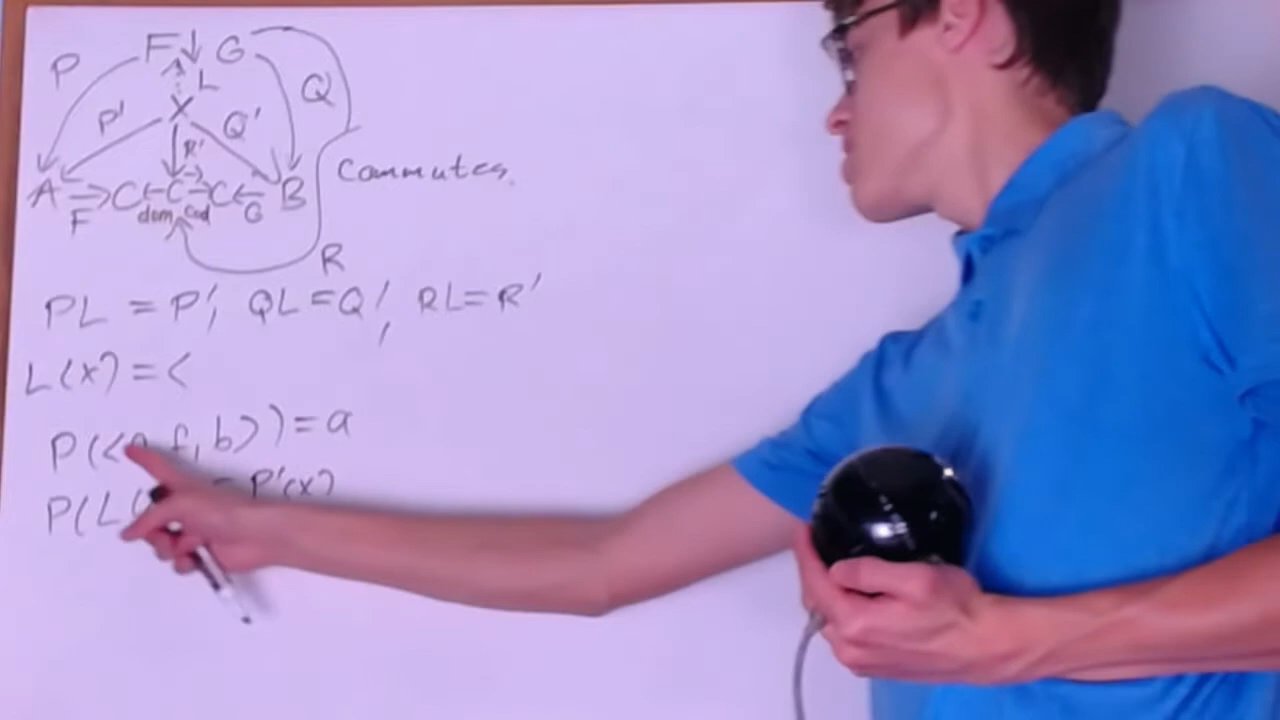 F↓G
P
L
Q
P' X Q'
R'
Commutes.
A ⇒ C ← C → C ← B
F dom cod G
R
PL = P', QL = Q', RL = R'
L(x) = <
P(<a, f, b>) = a
P(L( = P'(x)